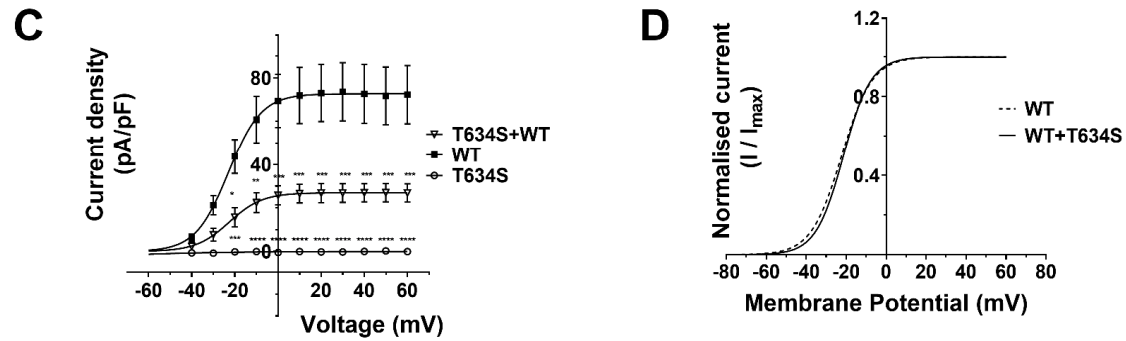 C
Current density
(pA/pF)
80
40
0
* ** *** *** *** *** *** *** ***
*** **** **** **** **** **** **** **** ****
-60 -40 -20 20 40 60
Voltage (mV)
T634S+WT
WT
T634S
D
Normalised current
(I / Imax)
1.2
0.8
0.4
-80 -60 -40 -20 0 20 40 60 80
Membrane Potential (mV)
WT
WT+T634S